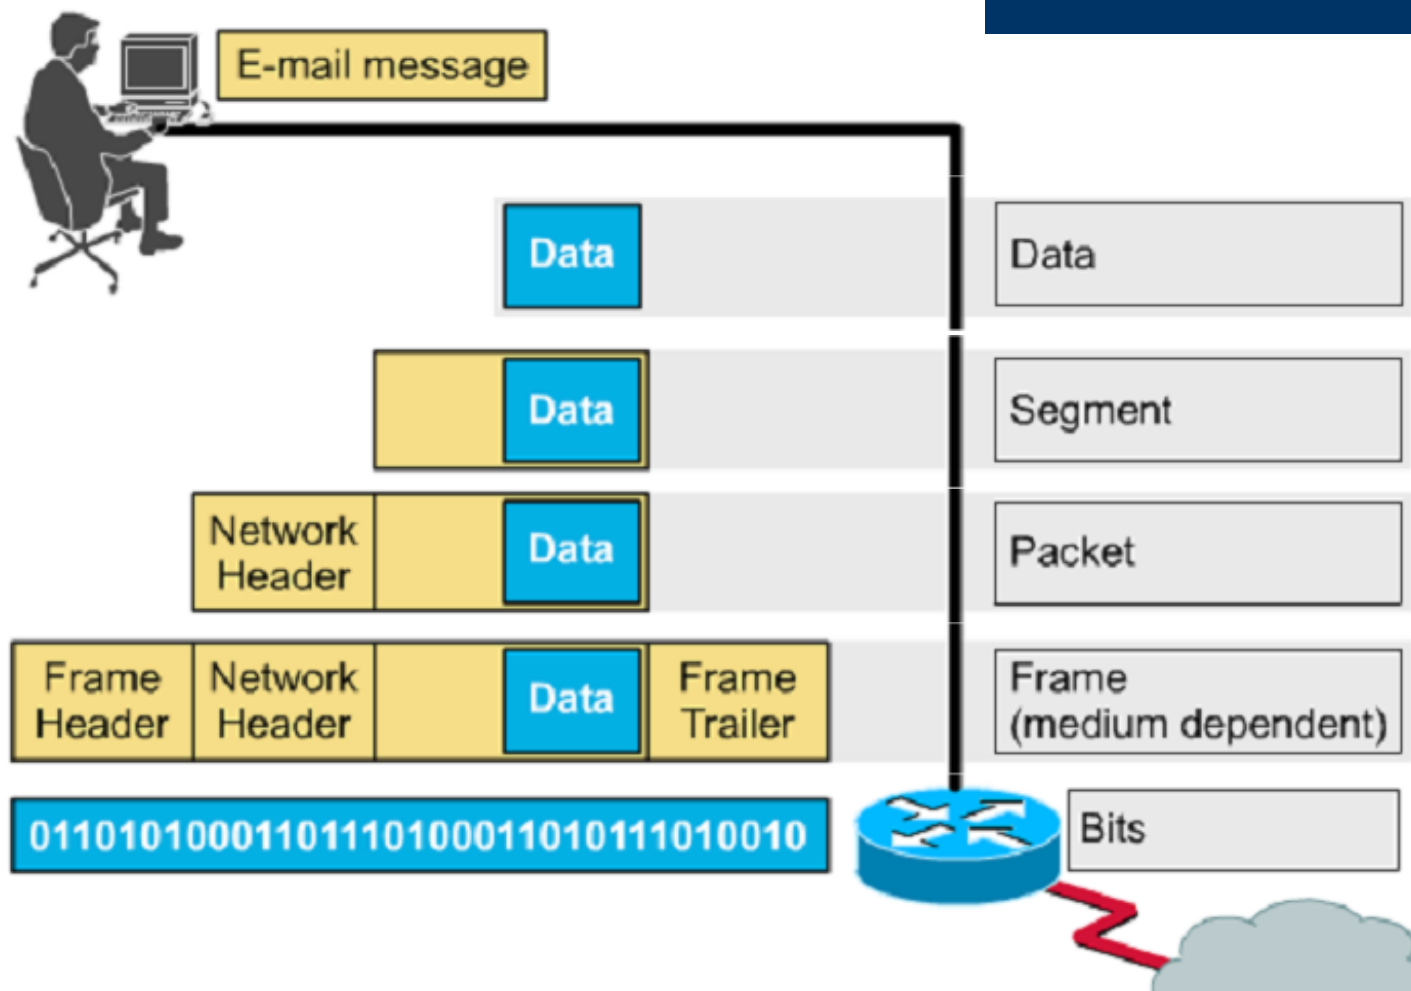 E-mail message
Data
Data
Data
Segment
Network
Header
Data
Packet
Frame
Header
Network
Header
Data
Frame
Trailer
Frame
(medium dependent)
0110101000110111010001101011101001​0
Bits